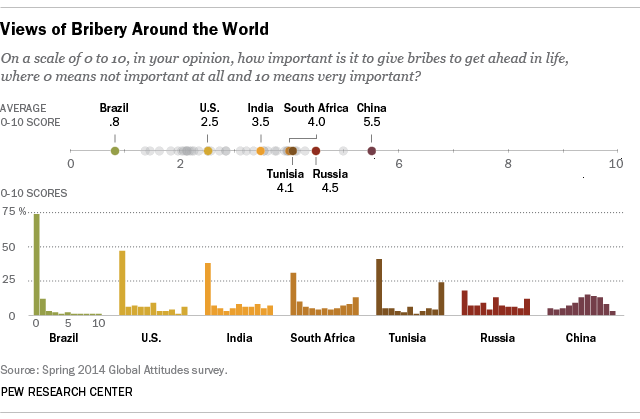 Views of Bribery Around the World
On a scale of 0 to 10, in your opinion, how important is it to give bribes to get ahead in life,
where 0 means not important at all and 10 means very important?
AVERAGE
0-10 SCORE
Brazil U.S. India South Africa China
.8 2.5 3.5 4.0 5.5
0 2 6 8 10
Tunisia Russia
4.1 4.5
0-10 SCORES
75 %
50
25
0
0 5 10
Brazil U.S. India South Africa Tunisia Russia China
Source: Spring 2014 Global Attitudes survey.
PEW RESEARCH CENTER